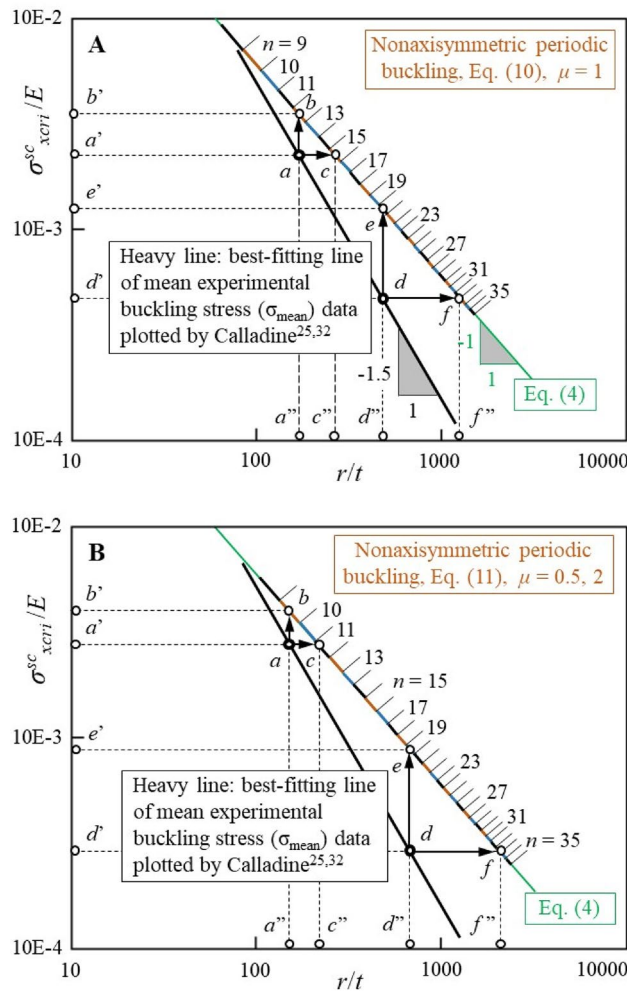 10E-2
A
n = 9
10
11
b
13
15
17
19
23
27
31
35
Nonaxisymmetric periodic
buckling, Eq. (10), μ = 1
σ^sc_xcri/E
b'
a'
e'
d'
a
c
e
d
f
10E-3
Heavy line: best-fitting line
of mean experimental
buckling stress (σmean) data
plotted by Calladine25,32
-1.5
1
-1
1
Eq. (4)
a" c" d" f"
10E-4
10 100 1000 10000
r/t
10E-2
B
Nonaxisymmetric periodic
buckling, Eq. (11), μ = 0.5, 2
b
10
11
13
n = 15
17
19
23
27
31
n = 35
σ^sc_xcri/E
b'
a'
e'
d'
a
c
e
d
f
10E-3
Heavy line: best-fitting line
of mean experimental
buckling stress (σmean) data
plotted by Calladine25,32
Eq. (4)
a" c" d" f"
10E-4
10 100 1000 10000
r/t